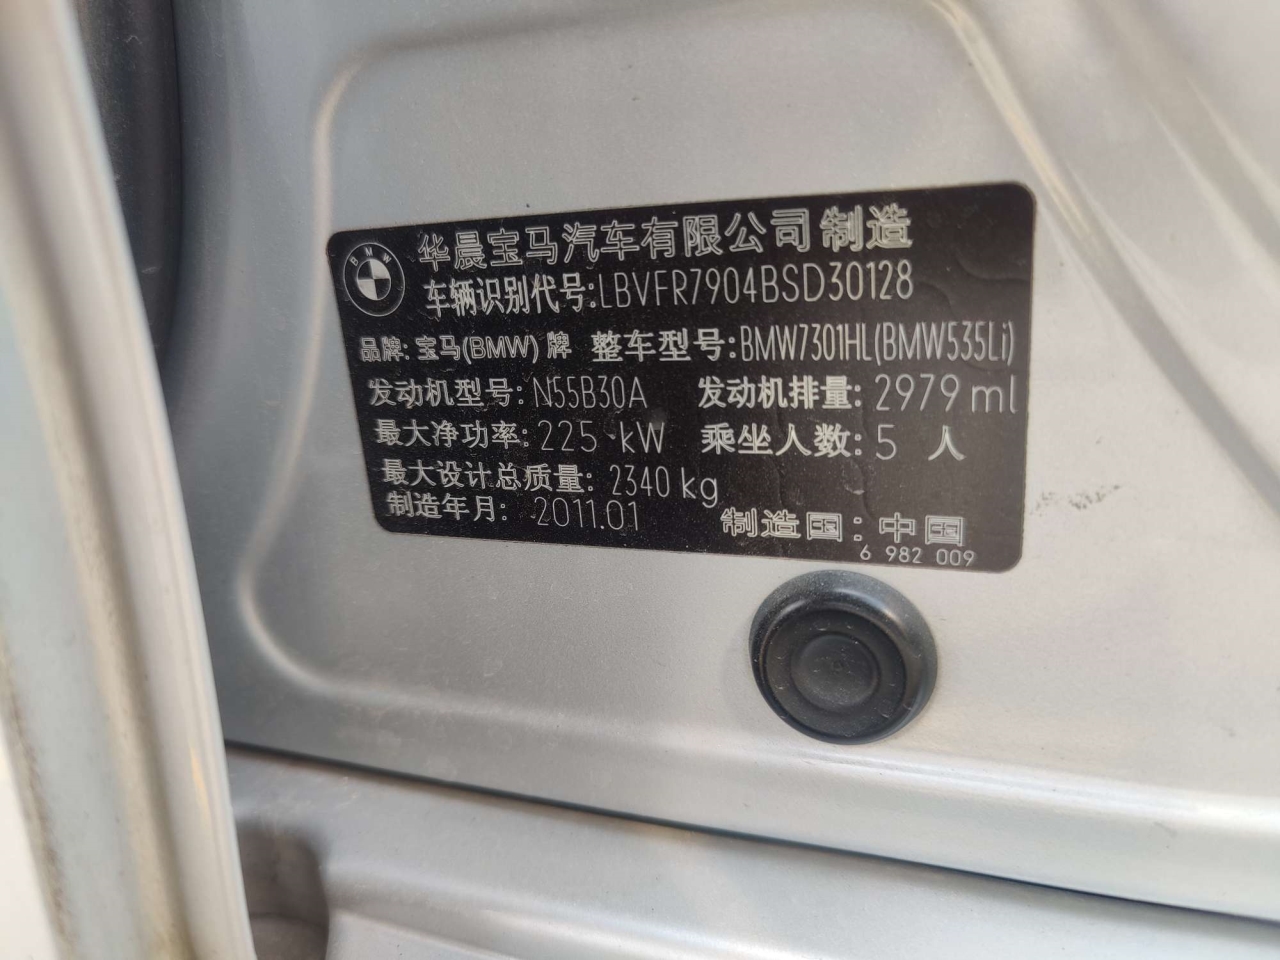 BMW
华晨宝马汽车有限公司制造
车辆识别代号:LBVFR7904BSD30128
品牌: 宝马(BMW) 牌 整车型号:BMW7301HL(BMW535Li)
发动机型号: N55B30A 发动机排量: 2979 ml
最大净功率: 225 kW 乘坐人数: 5 人
最大设计总质量: 2340 kg
制造年月: 2011.01 制造国: 中国
6 982 009